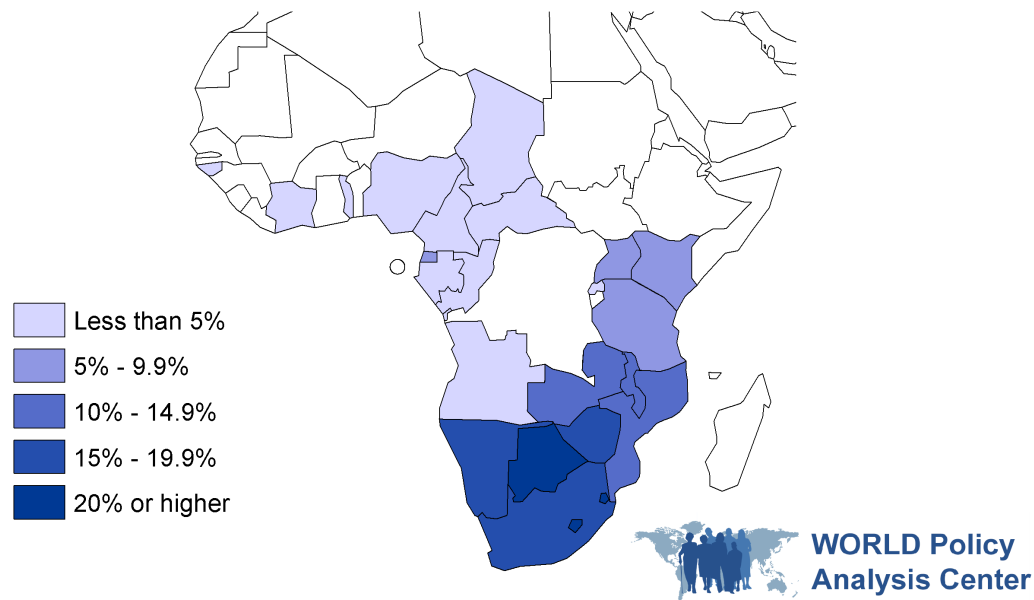 Less than 5%
5% - 9.9%
10% - 14.9%
15% - 19.9%
20% or higher
WORLD Policy
Analysis Center